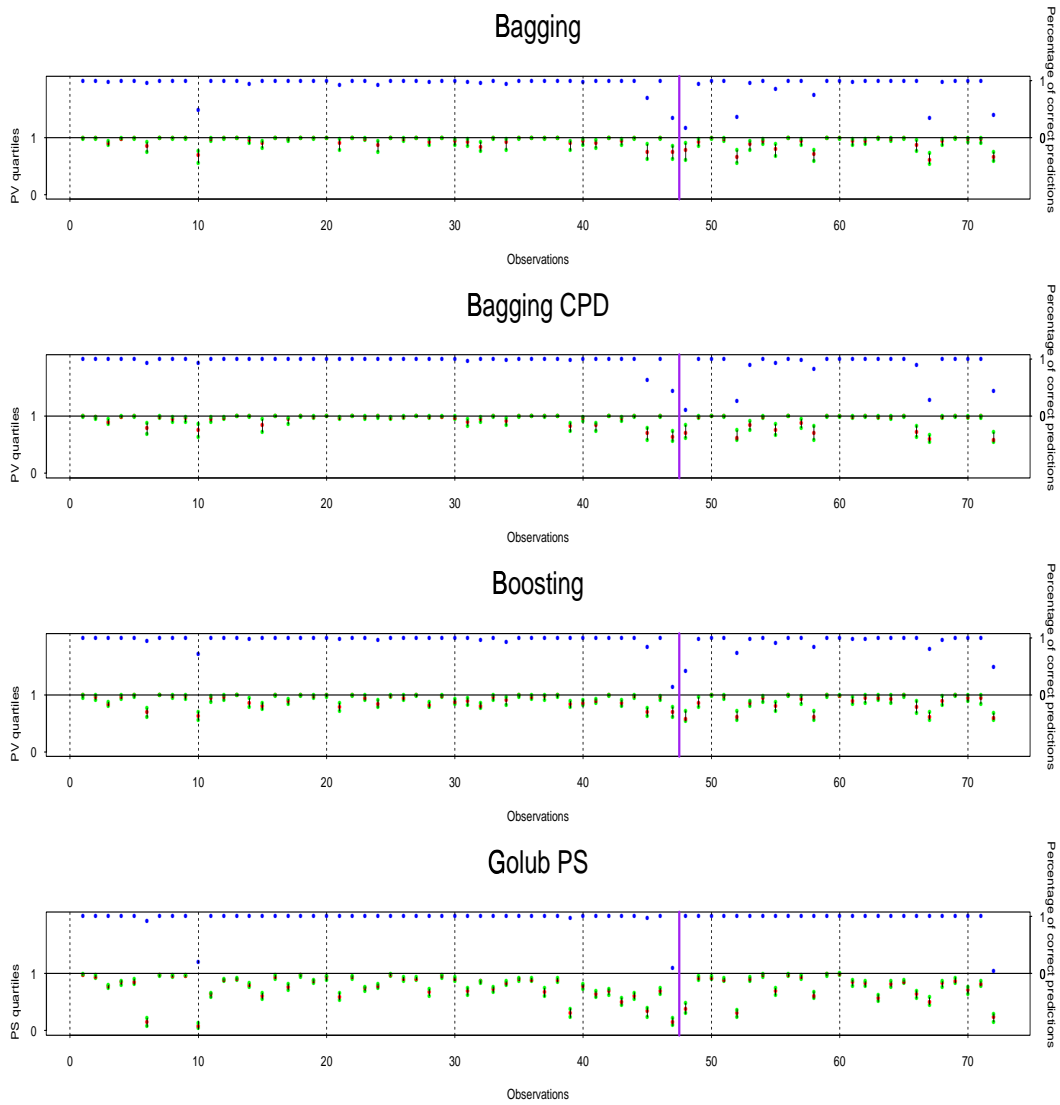 Bagging
PV quartiles
0
1
0
1
Percentage of correct predictions
0 10 20 30 40 50 60 70
Observations
Bagging CPD
PV quartiles
0
1
0
1
Percentage of correct predictions
0 10 20 30 40 50 60 70
Observations
Boosting
PV quartiles
0
1
0
1
Percentage of correct predictions
0 10 20 30 40 50 60 70
Observations
Golub PS
PS quartiles
0
1
0
1
Percentage of correct predictions
0 10 20 30 40 50 60 70
Observations